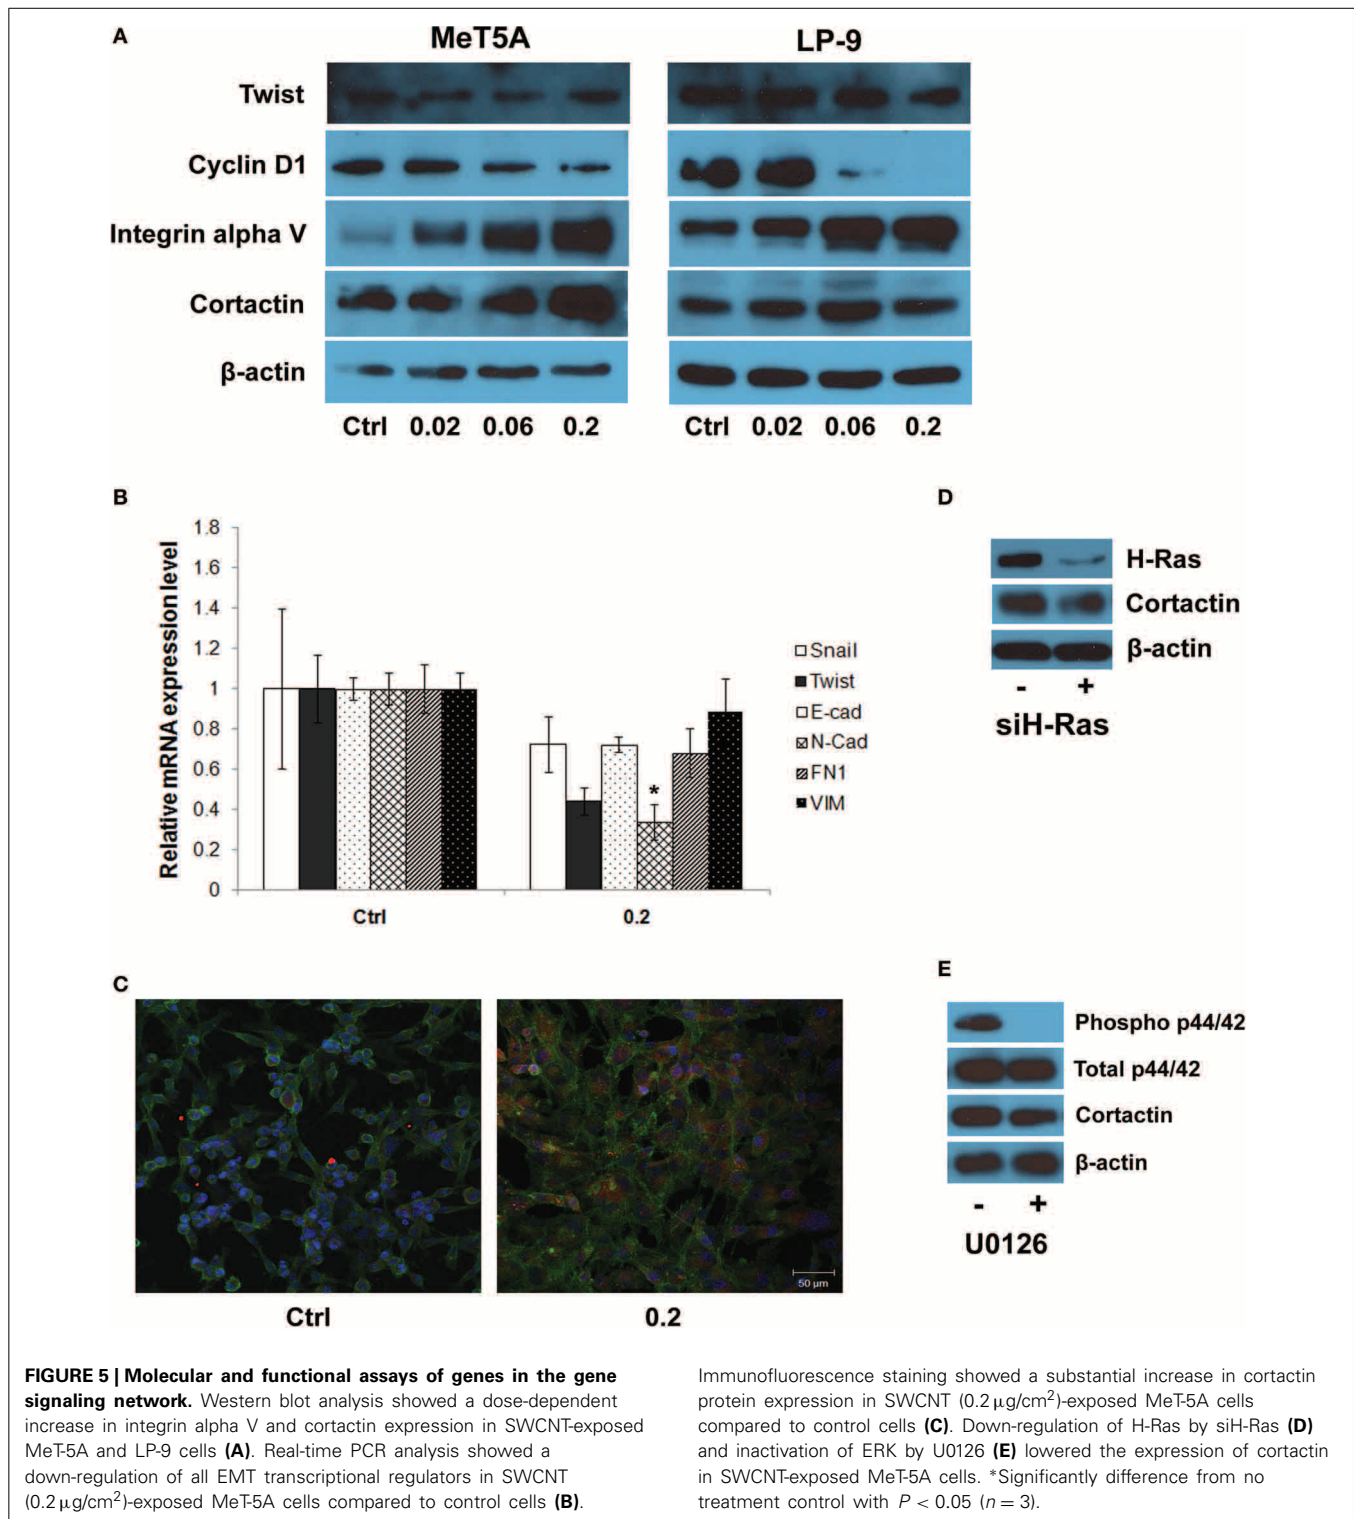 A
MeT5A
LP-9
Twist
Cyclin D1
Integrin alpha V
Cortactin
β-actin
Ctrl 0.02 0.06 0.2
Ctrl 0.02 0.06 0.2
B
1.8
1.6
1.4
1.2
1
0.8
0.6
0.4
0.2
0
Relative mRNA expression level
*
Ctrl
0.2
Snail
Twist
E-cad
N-Cad
FN1
VIM
D
H-Ras
Cortactin
β-actin
- +
siH-Ras
C
50 µm
Ctrl
0.2
E
Phospho p44/42
Total p44/42
Cortactin
β-actin
- +
U0126
FIGURE 5 | Molecular and functional assays of genes in the gene
signaling network. Western blot analysis showed a dose-dependent
increase in integrin alpha V and cortactin expression in SWCNT-exposed
MeT-5A and LP-9 cells (A). Real-time PCR analysis showed a
down-regulation of all EMT transcriptional regulators in SWCNT
(0.2 µg/cm²)-exposed MeT-5A cells compared to control cells (B).
Immunofluorescence staining showed a substantial increase in cortactin
protein expression in SWCNT (0.2 µg/cm²)-exposed MeT-5A cells
compared to control cells (C). Down-regulation of H-Ras by siH-Ras (D)
and inactivation of ERK by U0126 (E) lowered the expression of cortactin
in SWCNT-exposed MeT-5A cells. *Significantly difference from no
treatment control with P < 0.05 (n = 3).